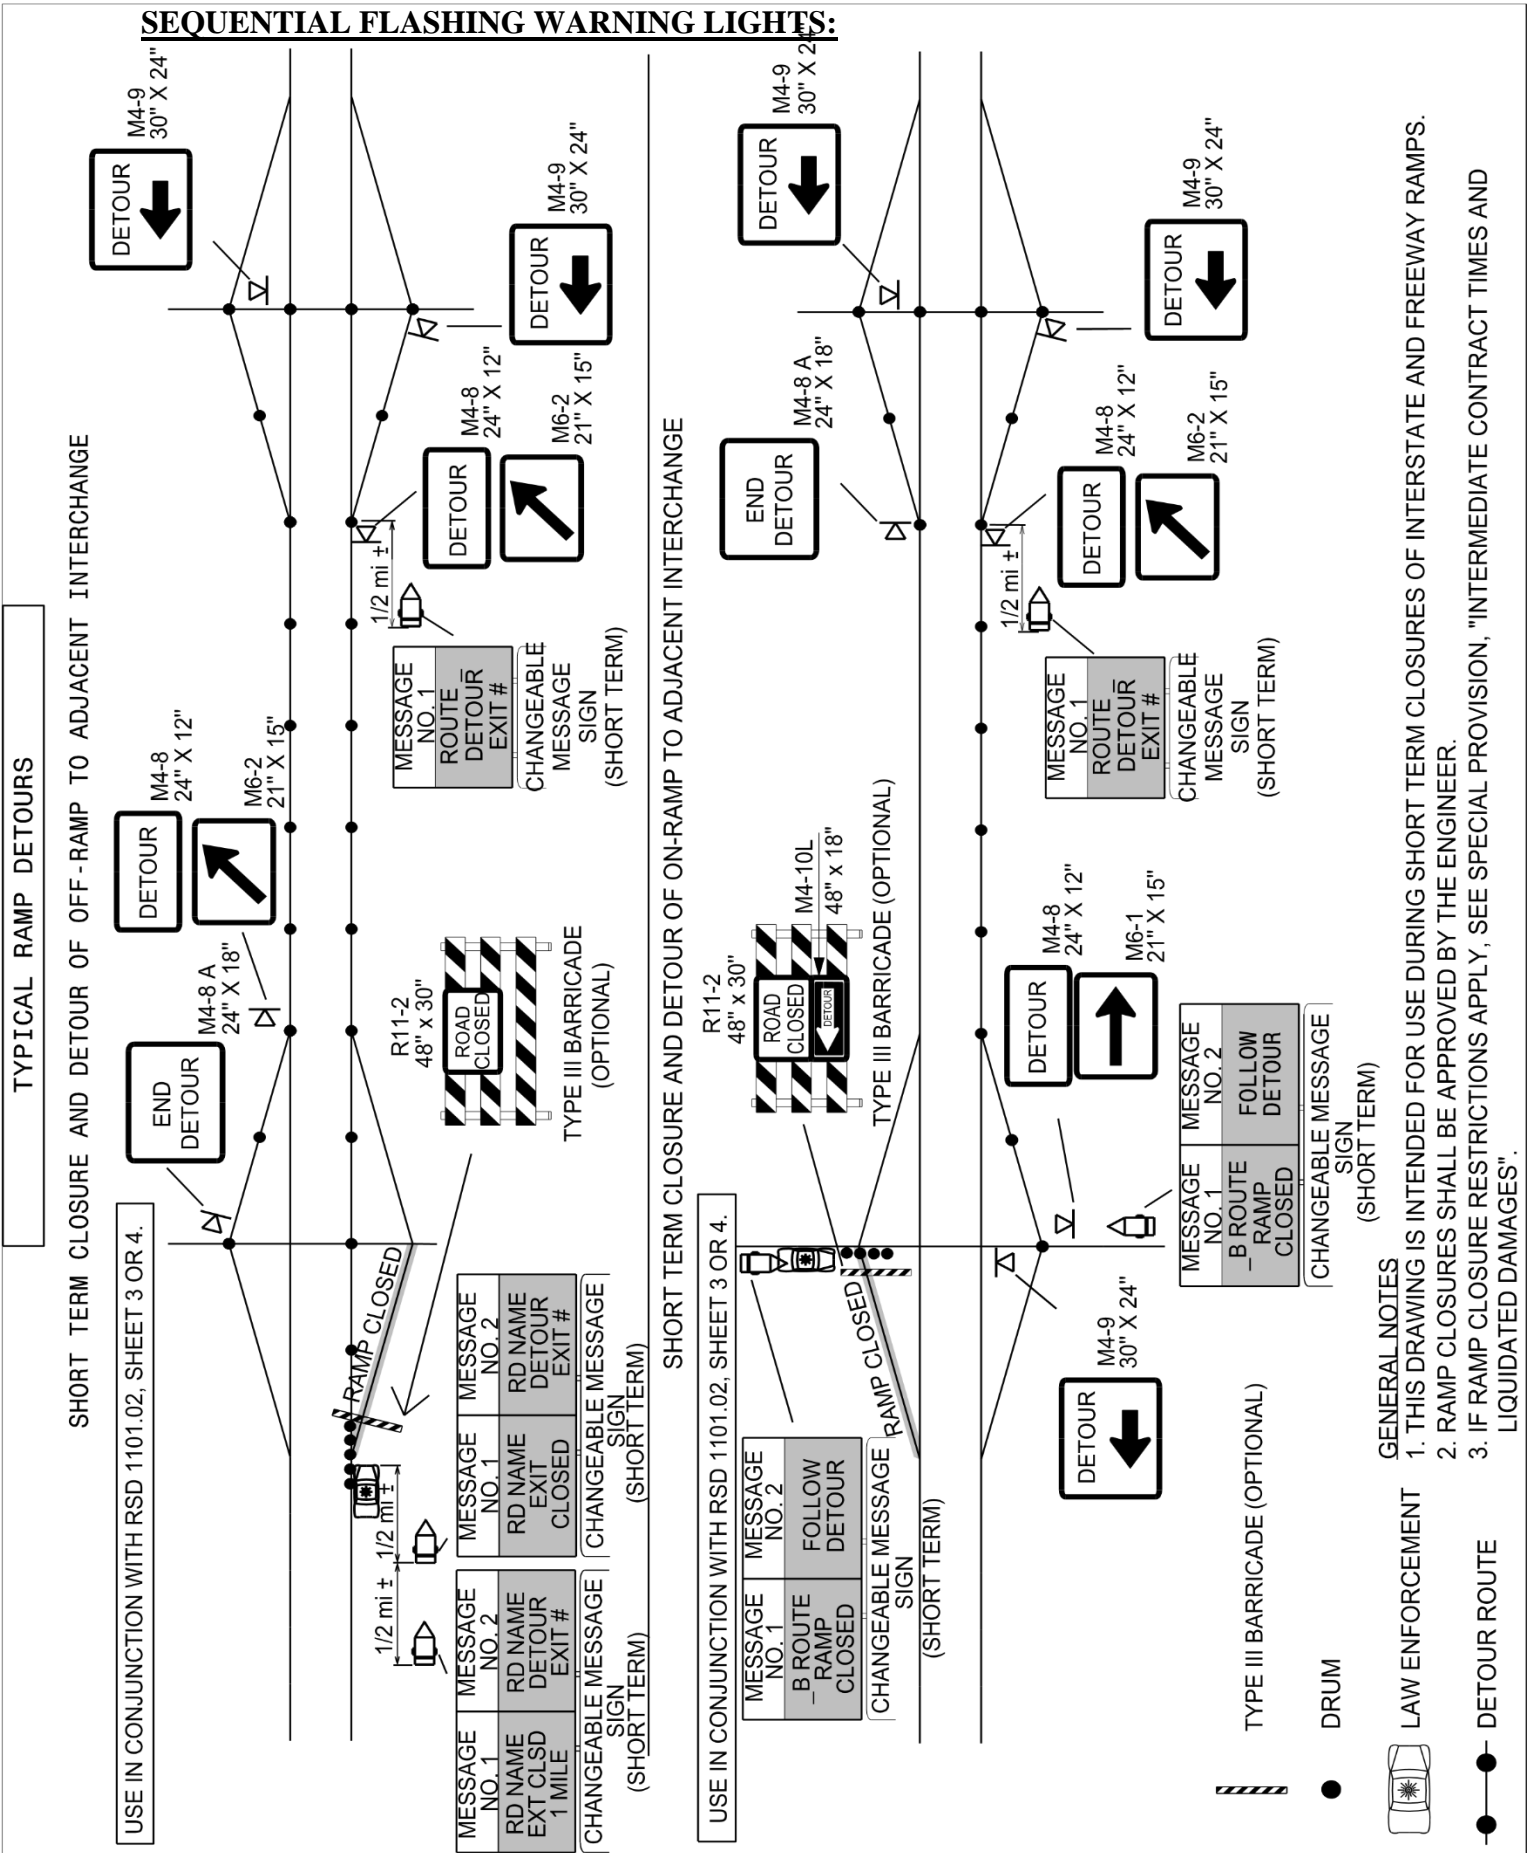 SEQUENTIAL FLASHING WARNING LIGHTS:
TYPICAL RAMP DETOURS
SHORT TERM CLOSURE AND DETOUR OF OFF-RAMP TO ADJACENT INTERCHANGE
USE IN CONJUNCTION WITH RSD 1101.02, SHEET 3 OR 4.
END
DETOUR
M4-8 A
24" X 18"
DETOUR
M4-8
24" X 12"
M6-2
21" X 15"
DETOUR
M4-9
30" X 24"
RAMP CLOSED
1/2 mi ±
1/2 mi ±
MESSAGE
NO. 1
RD NAME
EXT CLSD
1 MILE
MESSAGE
NO. 2
RD NAME
DETOUR
EXIT #
CHANGEABLE MESSAGE
SIGN
(SHORT TERM)
MESSAGE
NO. 1
RD NAME
EXIT
CLOSED
MESSAGE
NO. 2
RD NAME
DETOUR
EXIT #
CHANGEABLE MESSAGE
SIGN
(SHORT TERM)
R11-2
48" x 30"
ROAD
CLOSED
TYPE III BARRICADE
(OPTIONAL)
1/2 mi ±
MESSAGE
NO. 1
ROUTE_
DETOUR
EXIT #
CHANGEABLE
MESSAGE
SIGN
(SHORT TERM)
DETOUR
M4-8
24" X 12"
M6-2
21" X 15"
DETOUR
M4-9
30" X 24"
SHORT TERM CLOSURE AND DETOUR OF ON-RAMP TO ADJACENT INTERCHANGE
USE IN CONJUNCTION WITH RSD 1101.02, SHEET 3 OR 4.
MESSAGE
NO. 1
_B ROUTE
RAMP
CLOSED
MESSAGE
NO. 2
FOLLOW
DETOUR
CHANGEABLE MESSAGE
SIGN
(SHORT TERM)
RAMP CLOSED
R11-2
48" x 30"
ROAD
CLOSED
DETOUR
M4-10L
48" x 18"
TYPE III BARRICADE (OPTIONAL)
END
DETOUR
M4-8 A
24" X 18"
DETOUR
M4-9
30" X 24"
DETOUR
M4-9
30" X 24"
MESSAGE
NO. 1
_B ROUTE
RAMP
CLOSED
MESSAGE
NO. 2
FOLLOW
DETOUR
CHANGEABLE MESSAGE
SIGN
(SHORT TERM)
DETOUR
M4-8
24" X 12"
M6-1
21" X 15"
1/2 mi ±
MESSAGE
NO. 1
ROUTE_
DETOUR
EXIT #
CHANGEABLE
MESSAGE
SIGN
(SHORT TERM)
DETOUR
M4-8
24" X 12"
M6-2
21" X 15"
DETOUR
M4-9
30" X 24"
TYPE III BARRICADE (OPTIONAL)
DRUM
LAW ENFORCEMENT
DETOUR ROUTE
GENERAL NOTES
1. THIS DRAWING IS INTENDED FOR USE DURING SHORT TERM CLOSURES OF INTERSTATE AND FREEWAY RAMPS.
2. RAMP CLOSURES SHALL BE APPROVED BY THE ENGINEER.
3. IF RAMP CLOSURE RESTRICTIONS APPLY, SEE SPECIAL PROVISION, "INTERMEDIATE CONTRACT TIMES AND
LIQUIDATED DAMAGES".